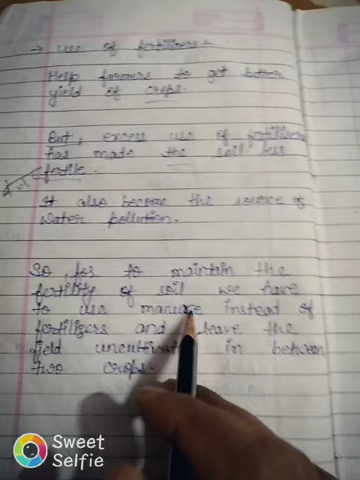 → Use of fertilizers =
Help farmers to get better
yield of crops.
But, excess use of fertilizers
has made the soil less
fertile.
It also become the source of
water pollution.
So, for to maintain the
fertility of soil we have
to use manure instead of
fertilizers and leave the
field uncultivated in between
two crops.
Sweet
Selfie